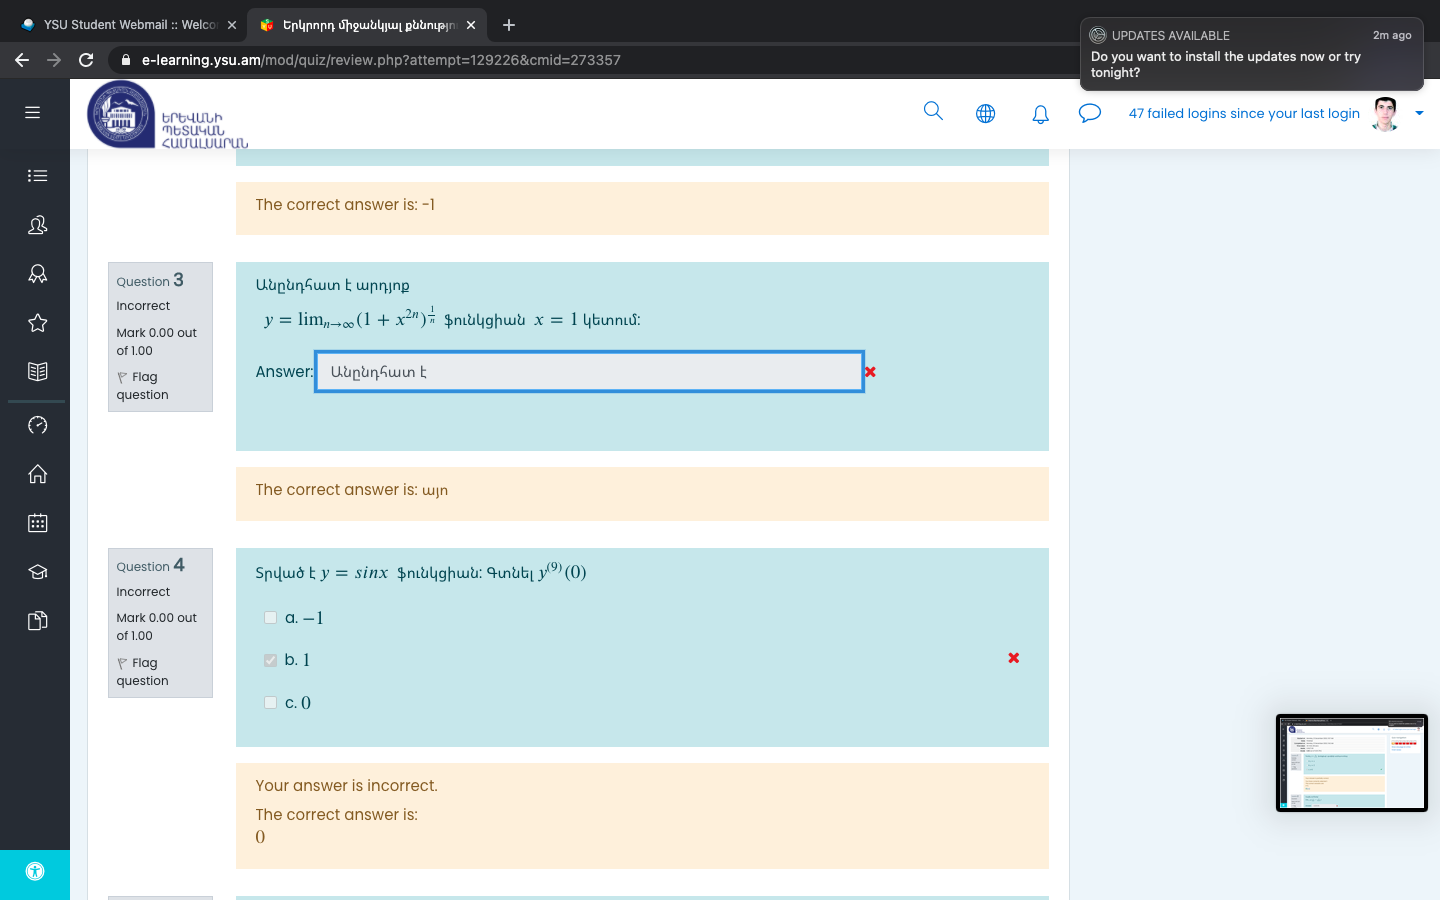 YSU Student Webmail :: Welco
Երկրորդ միջանկյալ քննությո
UPDATES AVAILABLE
2m ago
Do you want to install the updates now or try
tonight?
e-learning.ysu.am/mod/quiz/review.php?attempt=129226&cmid=273357
ԵՐԵՎԱՆԻ
ՊԵՏԱԿԱՆ
ՀԱՄԱԼՍԱՐԱՆ
47 failed logins since your last login
The correct answer is: -1
Question 3
Incorrect
Mark 0.00 out
of 1.00
Flag
question
Անընդհատ է արդյոք
y = lim_{n→∞}(1 + x^{2n})^{1/n} ֆունկցիան x = 1 կետում:
Answer: Անընդհատ է
The correct answer is: այո
Question 4
Incorrect
Mark 0.00 out
of 1.00
Flag
question
Տրված է y = sinx ֆունկցիան: Գտնել y^{(9)}(0)
a. −1
b. 1
c. 0
Your answer is incorrect.
The correct answer is:
0